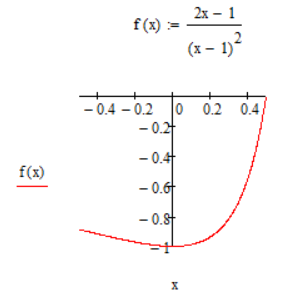 f(x) := 2x − 1
(x − 1)²
− 0.4 − 0.2 0 0.2 0.4
− 0.2
− 0.4
f(x)
− 0.6
− 0.8
− 1
x